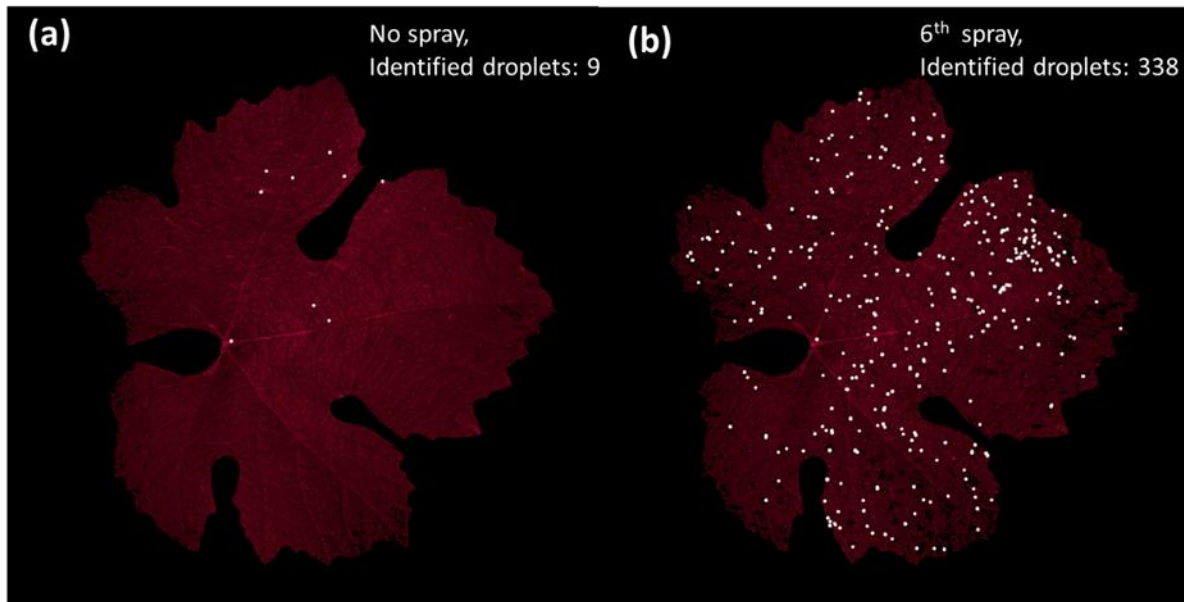 (a)
No spray,
Identified droplets: 9
(b)
6th spray,
Identified droplets: 338